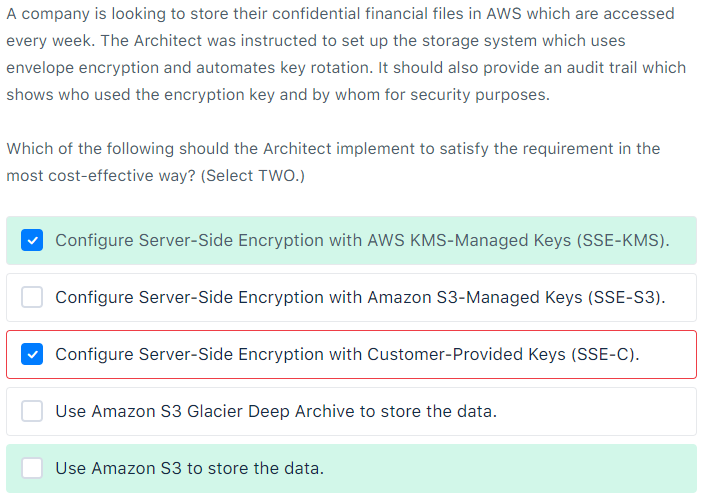 A company is looking to store their confidential financial files in AWS which are accessed
every week. The Architect was instructed to set up the storage system which uses
envelope encryption and automates key rotation. It should also provide an audit trail which
shows who used the encryption key and by whom for security purposes.
Which of the following should the Architect implement to satisfy the requirement in the
most cost-effective way? (Select TWO.)
Configure Server-Side Encryption with AWS KMS-Managed Keys (SSE-KMS).
Configure Server-Side Encryption with Amazon S3-Managed Keys (SSE-S3).
Configure Server-Side Encryption with Customer-Provided Keys (SSE-C).
Use Amazon S3 Glacier Deep Archive to store the data.
Use Amazon S3 to store the data.